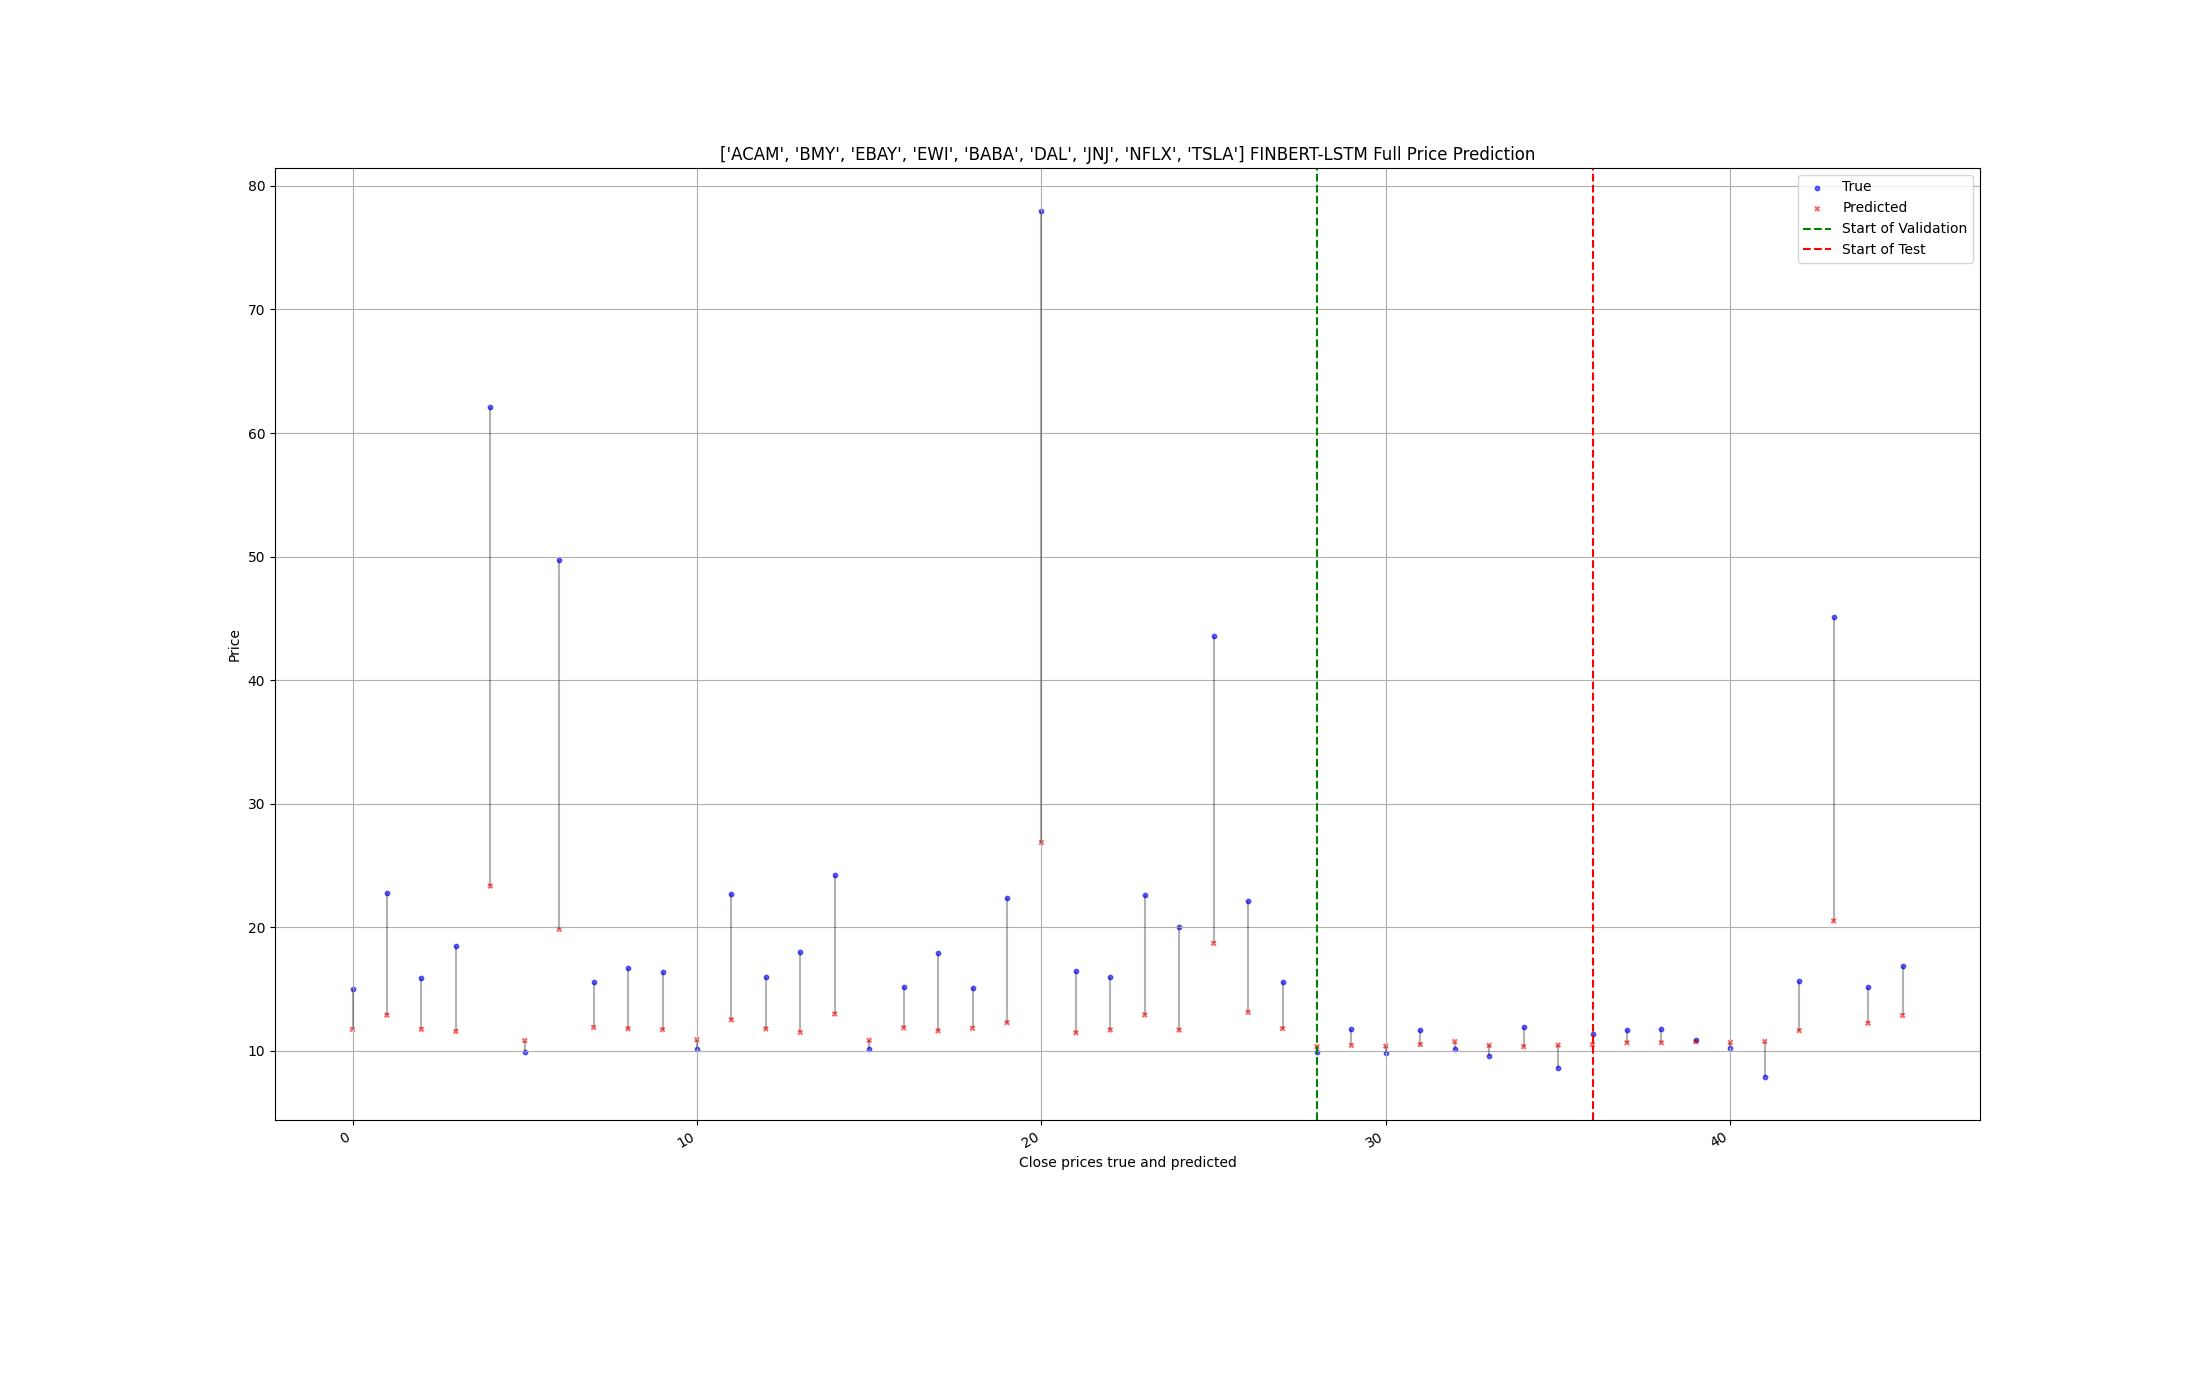 ['ACAM', 'BMY', 'EBAY', 'EWI', 'BABA', 'DAL', 'JNJ', 'NFLX', 'TSLA'] FINBERT-LSTM Full Price Prediction
True
Predicted
Start of Validation
Start of Test
80
70
60
50
40
30
20
10
Price
0
10
20
30
40
Close prices true and predicted